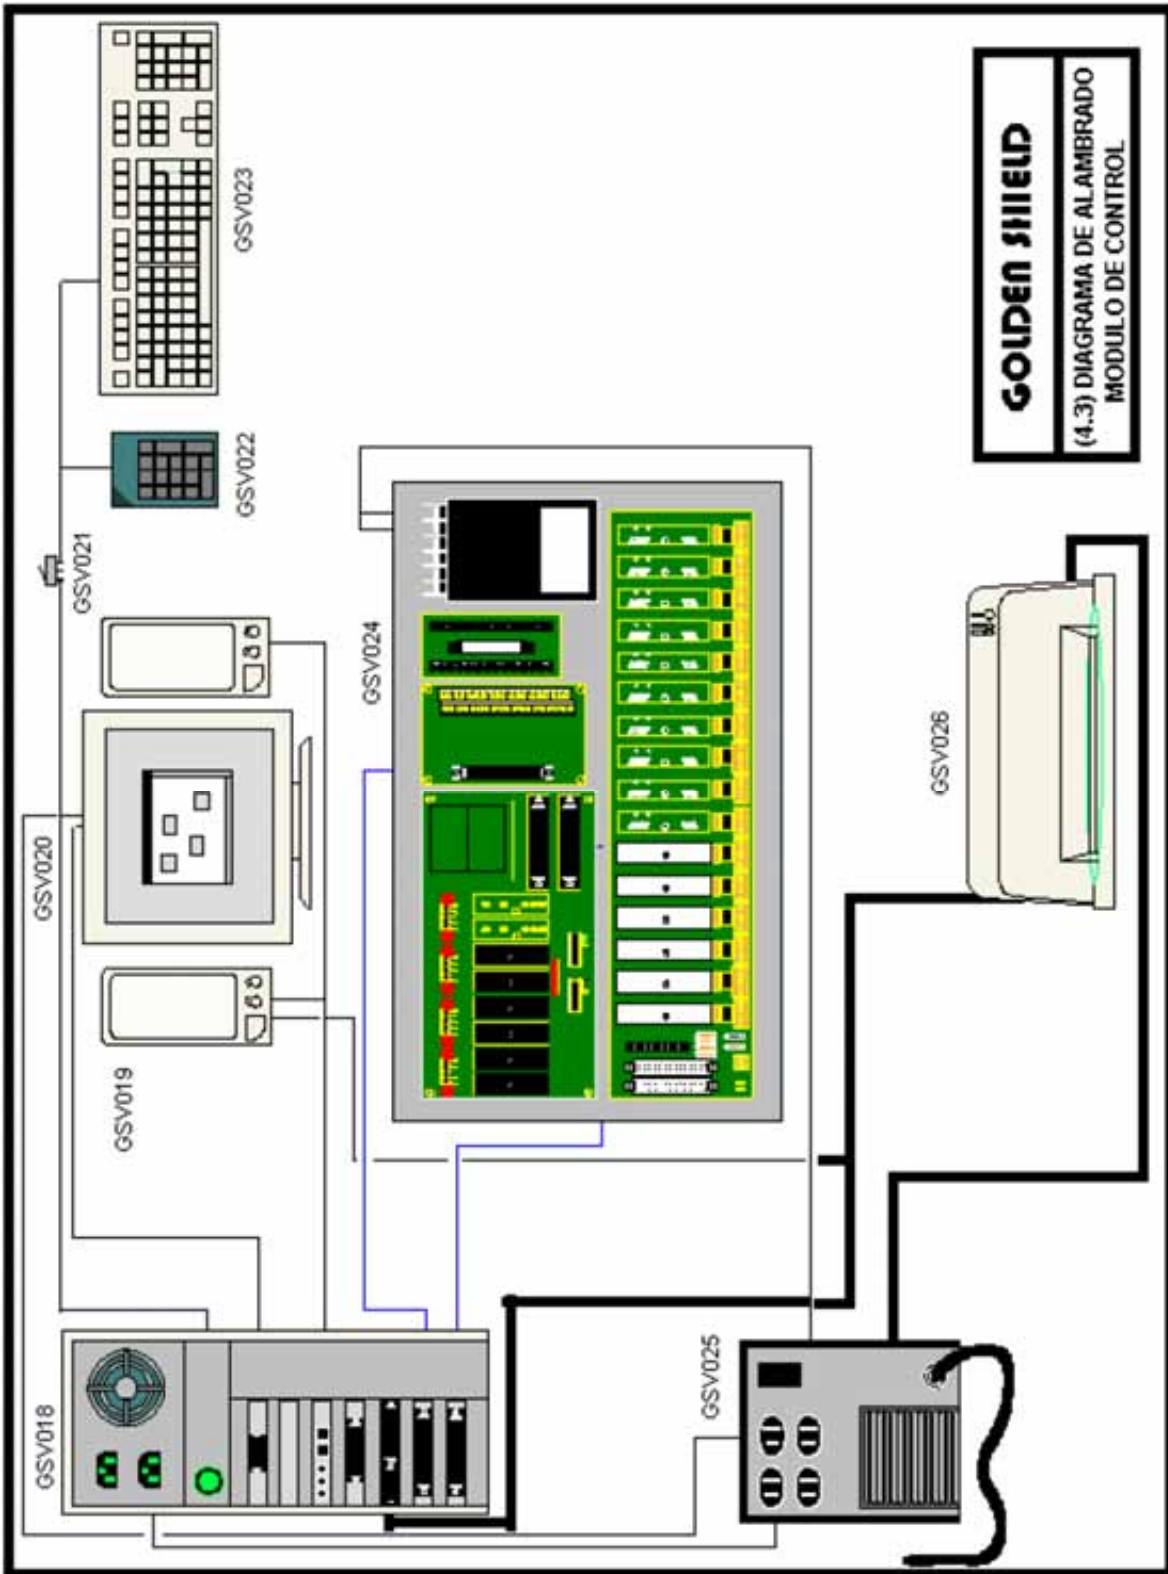 GSV018
GSV019
GSV020
GSV021
GSV022
GSV023
GSV024
GSV025
GSV026
GOLDEN SHIELD
(4.3) DIAGRAMA DE ALAMBRADO
MODULO DE CONTROL